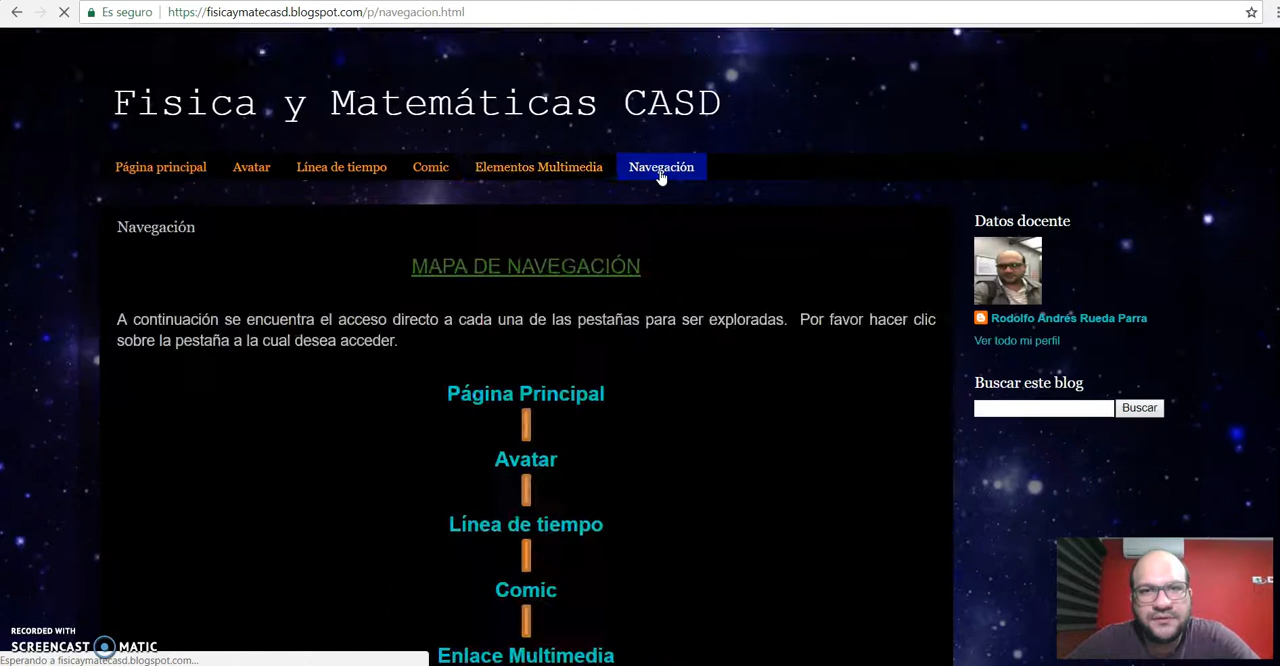 Es seguro
https://fisicaymatecasd.blogspot.com/p/navegacion.html
Fisica y Matemáticas CASD
Página principal Avatar Línea de tiempo Comic Elementos Multimedia Navegación
Navegación
MAPA DE NAVEGACIÓN
A continuación se encuentra el acceso directo a cada una de las pestañas para ser exploradas. Por favor hacer clic
sobre la pestaña a la cual desea acceder.
Página Principal
Avatar
Línea de tiempo
Comic
Enlace Multimedia
Datos docente
Rodolfo Andrés Rueda Parra
Ver todo mi perfil
Buscar este blog
Buscar
RECORDED WITH
SCREENCAST MATIC
Esperando a fisicaymatecasd.blogspot.com...